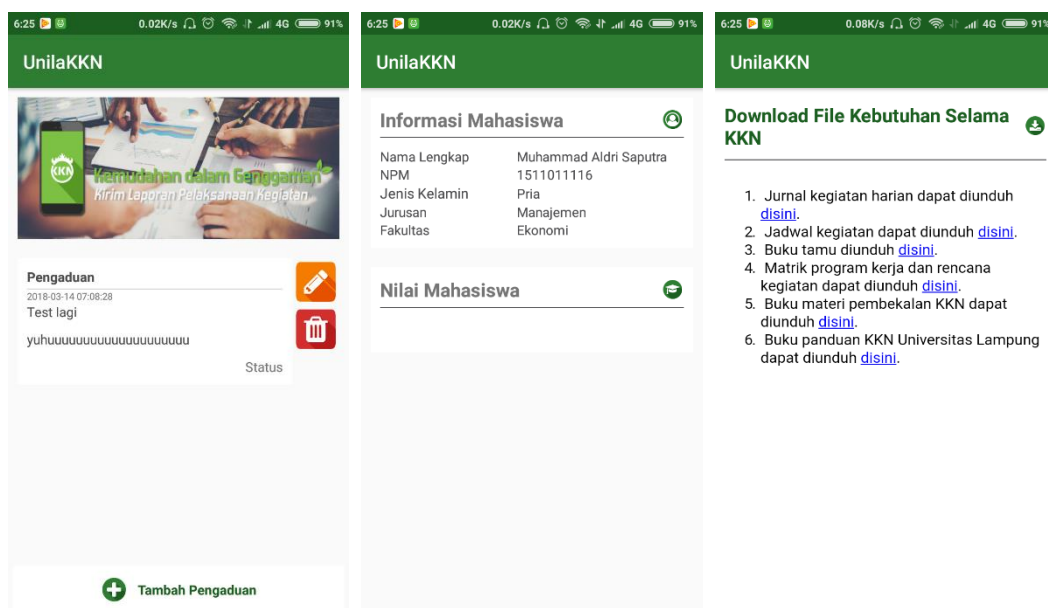 6:25 0.02K/s 4G 91%
UnilaKKN
KKN
Kemudahan dalam Genggaman
Kirim Laporan Pelaksanaan Kegiatan
Pengaduan
2018-03-14 07:08:28
Test lagi
yuhuuuuuuuuuuuuuuuuuuuu
Status
Tambah Pengaduan
6:25 0.02K/s 4G 91%
UnilaKKN
Informasi Mahasiswa
Nama Lengkap Muhammad Aldri Saputra
NPM 1511011116
Jenis Kelamin Pria
Jurusan Manajemen
Fakultas Ekonomi
Nilai Mahasiswa
6:25 0.08K/s 4G 91%
UnilaKKN
Download File Kebutuhan Selama
KKN
1. Jurnal kegiatan harian dapat diunduh
disini.
2. Jadwal kegiatan dapat diunduh disini.
3. Buku tamu diunduh disini.
4. Matrik program kerja dan rencana
kegiatan dapat diunduh disini.
5. Buku materi pembekalan KKN dapat
diunduh disini.
6. Buku panduan KKN Universitas Lampung
dapat diunduh disini.